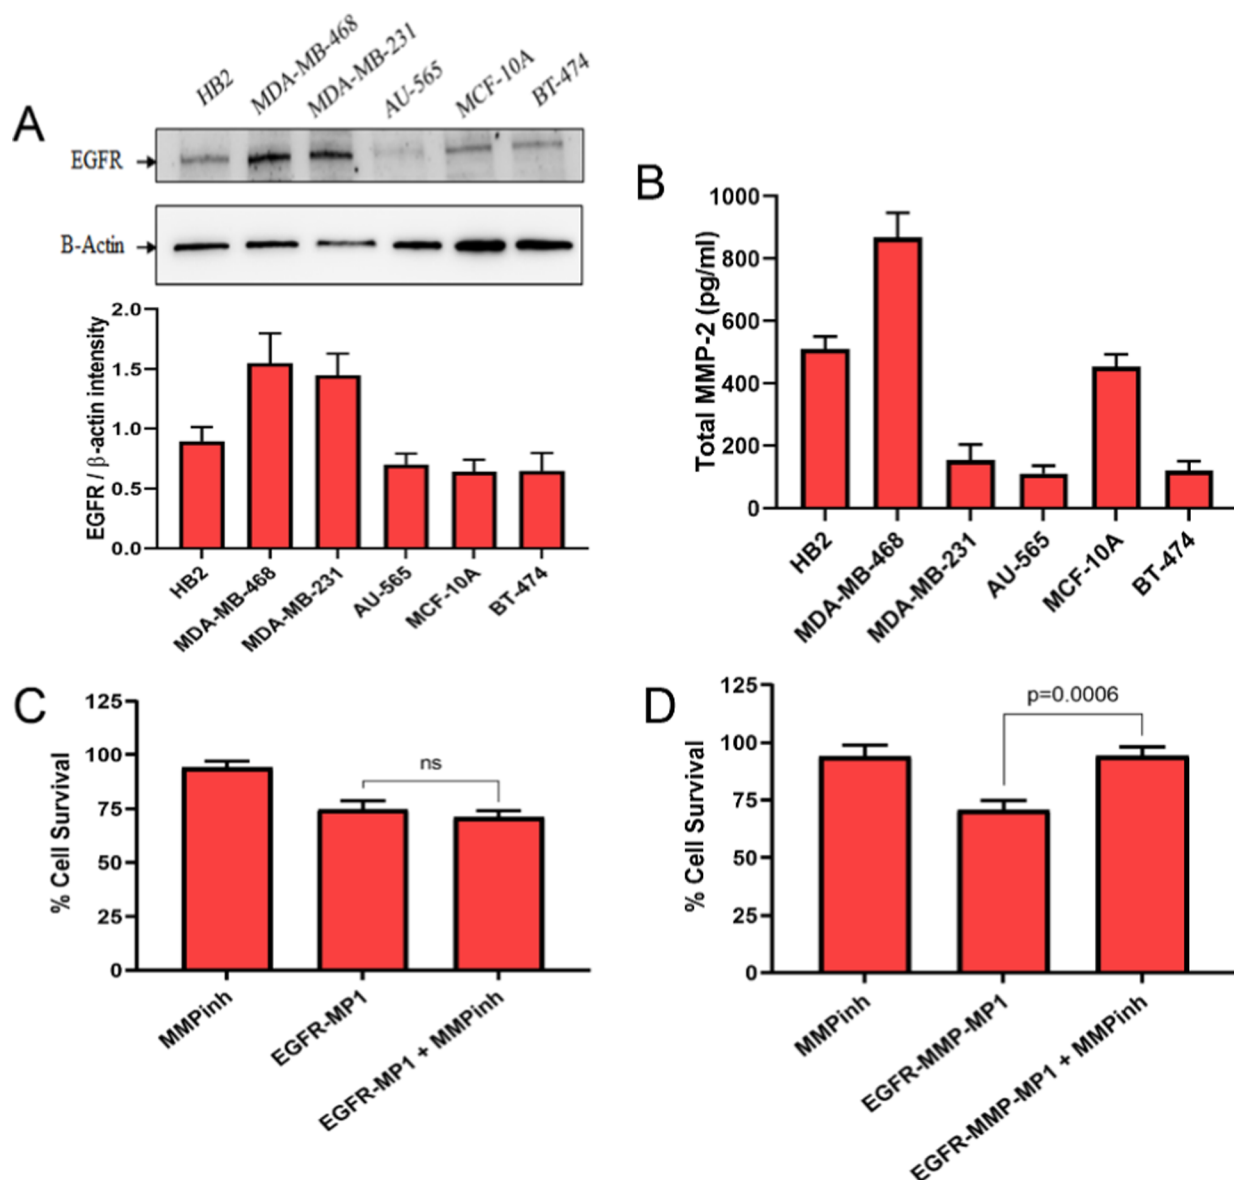 A
HB2
MDA-MB-468
MDA-MB-231
AU-565
MCF-10A
BT-474
EGFR
B-Actin
EGFR / β-actin intensity
2.0
1.5
1.0
0.5
0.0
HB2
MDA-MB-468
MDA-MB-231
AU-565
MCF-10A
BT-474
B
Total MMP-2 (pg/ml)
1000
800
600
400
200
0
HB2
MDA-MB-468
MDA-MB-231
AU-565
MCF-10A
BT-474
C
% Cell Survival
125
100
75
50
25
0
ns
MMPinh
EGFR-MP1
EGFR-MP1 + MMPinh
D
% Cell Survival
125
100
75
50
25
0
p=0.0006
MMPinh
EGFR-MMP-MP1
EGFR-MMP-MP1 + MMPinh